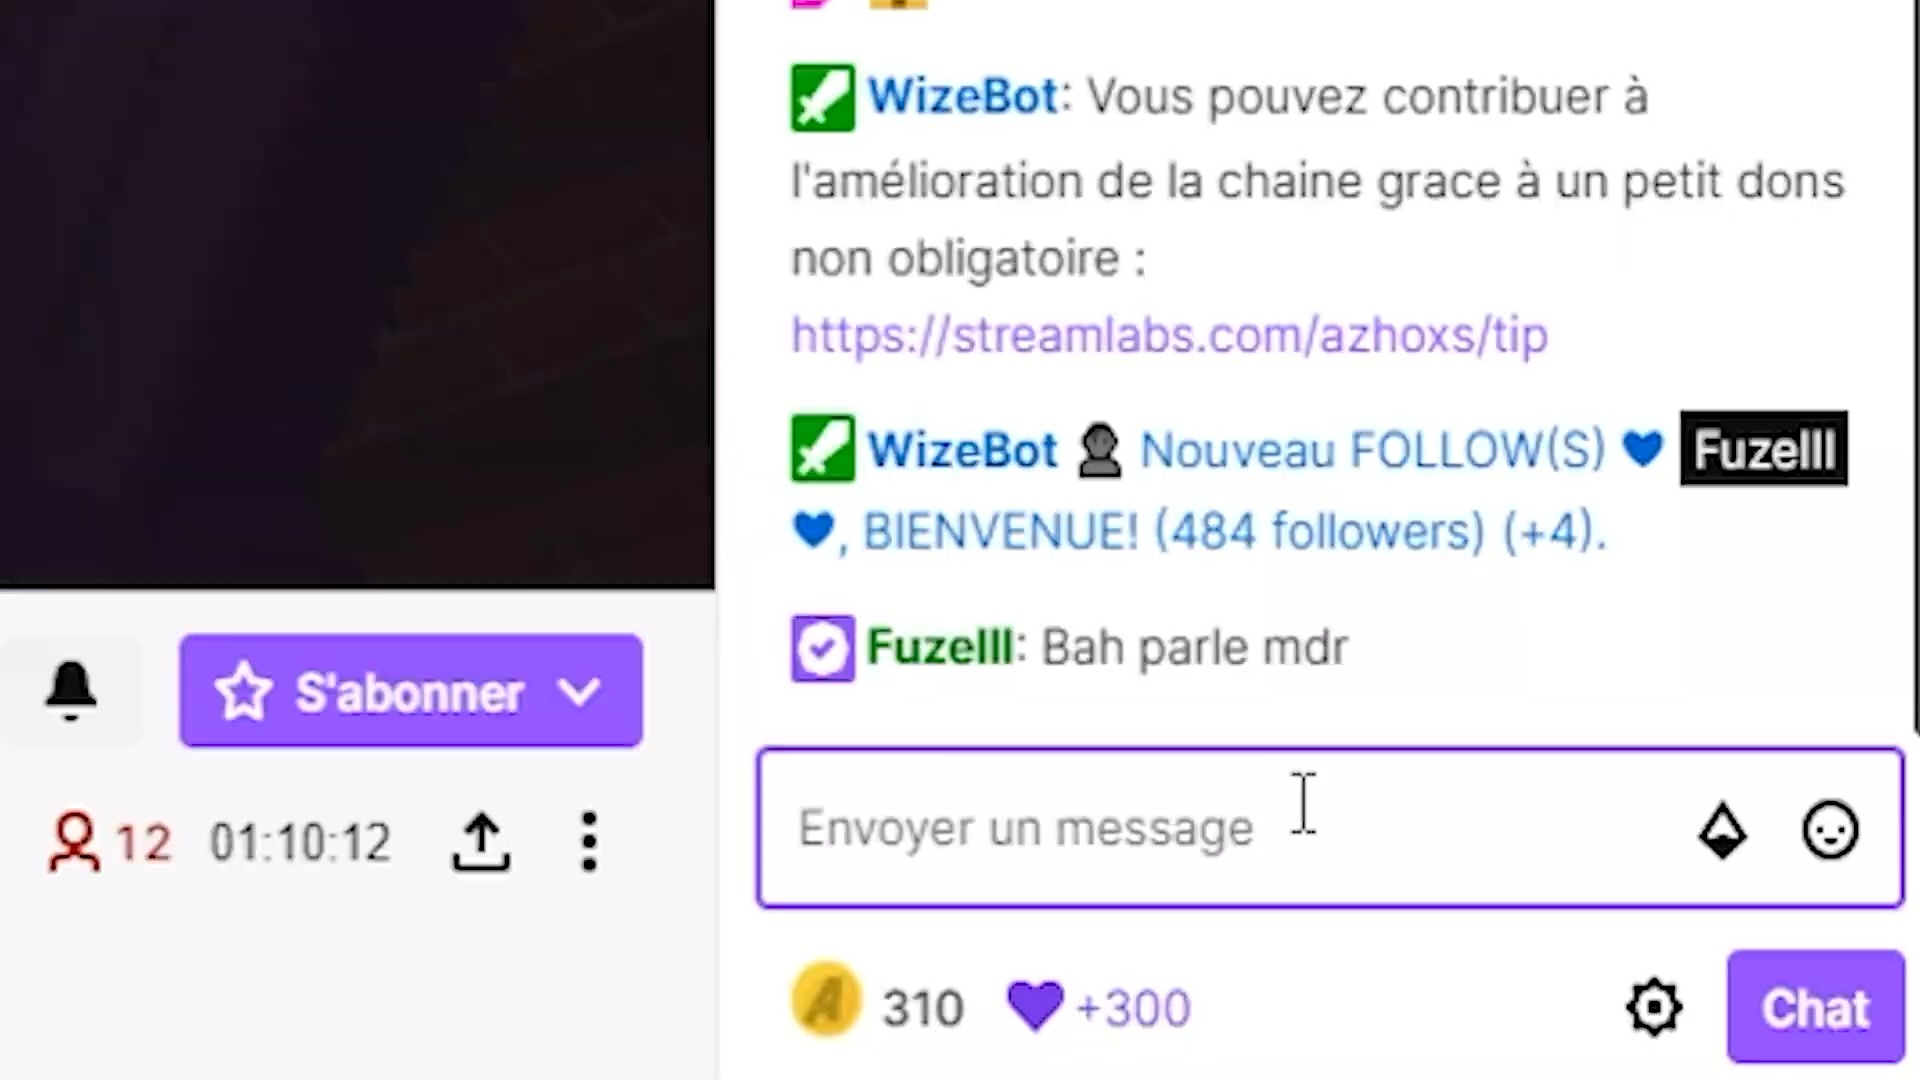 WizeBot: Vous pouvez contribuer à
l'amélioration de la chaine grace à un petit dons
non obligatoire :
https://streamlabs.com/azhoxs/tip
WizeBot Nouveau FOLLOW(S) Fuzelll
, BIENVENUE! (484 followers) (+4).
Fuzelll: Bah parle mdr
S'abonner
12 01:10:12
Envoyer un message
310 +300
Chat